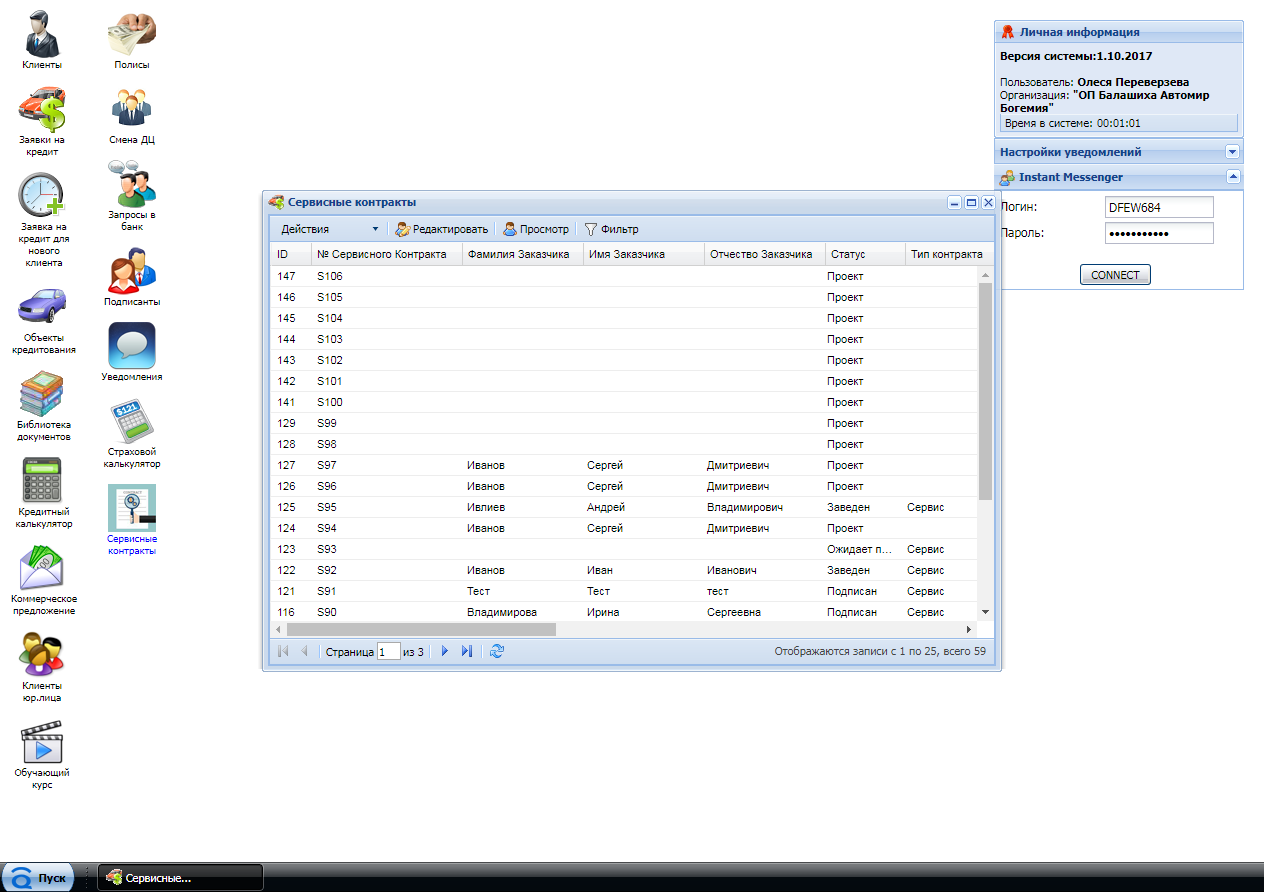 Клиенты
Полисы
Заявки на
кредит
Смена ДЦ
Заявка на
кредит для
нового
клиента
Запросы в
банк
Подписанты
Объекты
кредитования
Уведомления
Библиотека
документов
$121
Страховой
калькулятор
Кредитный
калькулятор
Сервисные
контракты
Коммерческое
предложение
Клиенты
юр.лица
Обучающий
курс
Сервисные контракты
Действия Редактировать Просмотр Фильтр
ID № Сервисного Контракта Фамилия Заказчика Имя Заказчика Отчество Заказчика Статус Тип контракта
147 S106 Проект
146 S105 Проект
145 S104 Проект
144 S103 Проект
143 S102 Проект
142 S101 Проект
141 S100 Проект
129 S99 Проект
128 S98 Проект
127 S97 Иванов Сергей Дмитриевич Проект
126 S96 Иванов Сергей Дмитриевич Проект
125 S95 Ивлиев Андрей Владимирович Заведен Сервис
124 S94 Иванов Сергей Дмитриевич Проект
123 S93 Ожидает п... Сервис
122 S92 Иванов Иван Иванович Заведен Сервис
121 S91 Тест Тест тест Подписан Сервис
116 S90 Владимирова Ирина Сергеевна Подписан Сервис
Страница 1 из 3 Отображаются записи с 1 по 25, всего 59
Личная информация
Версия системы:1.10.2017
Пользователь: Олеся Переверзева
Организация: "ОП Балашиха Автомир
Богемия"
Время в системе: 00:01:01
Настройки уведомлений
Instant Messenger
Логин: DFEW684
Пароль: •••••••••••
CONNECT
Пуск Сервисные...